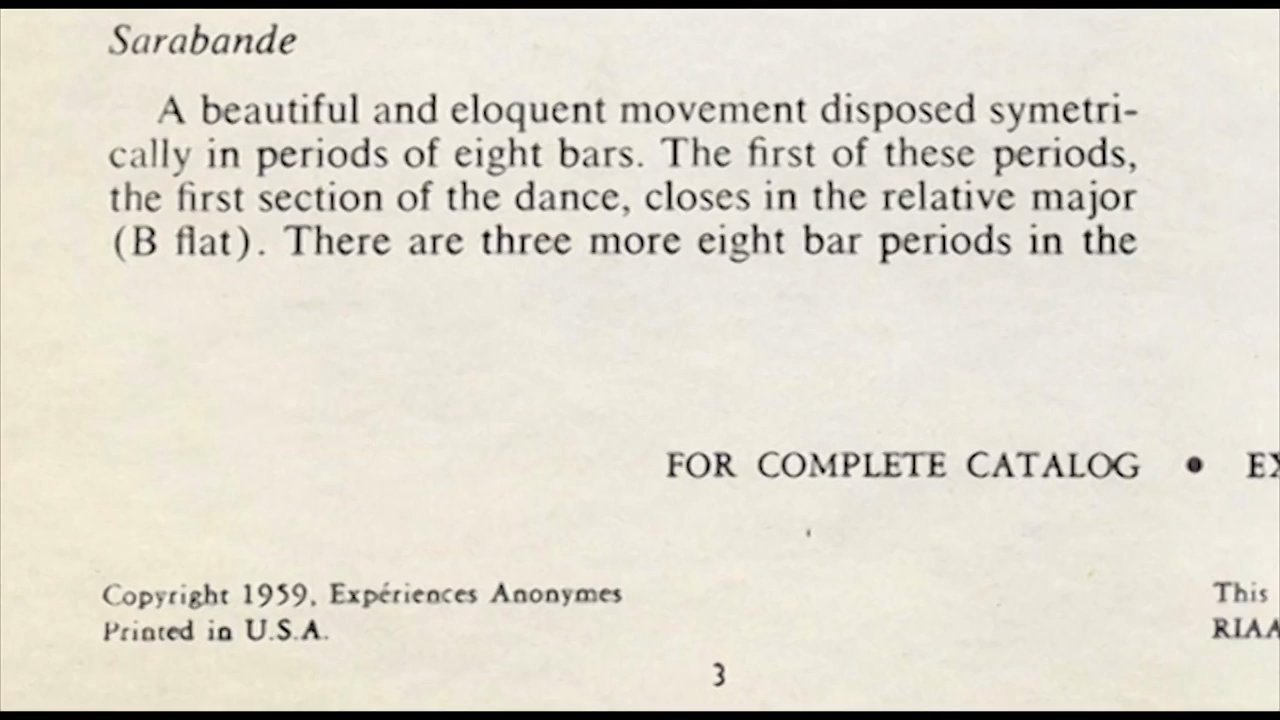 Sarabande
A beautiful and eloquent movement disposed symetri-
cally in periods of eight bars. The first of these periods,
the first section of the dance, closes in the relative major
(B flat). There are three more eight bar periods in the
FOR COMPLETE CATALOG • EX
Copyright 1959, Expériences Anonymes
This
Printed in U.S.A.
RIAA
3